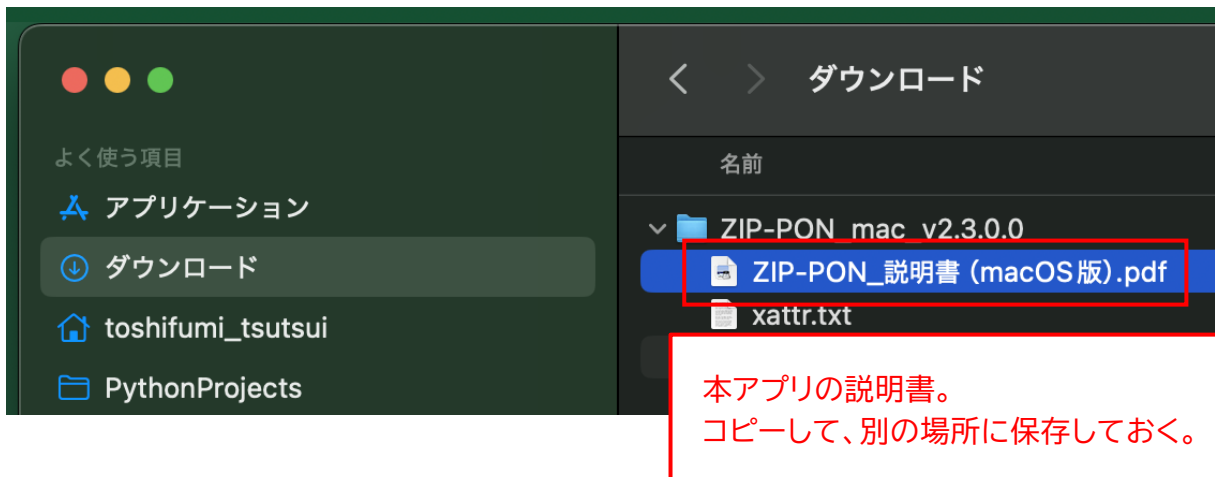 ダウンロード
よく使う項目
アプリケーション
ダウンロード
toshifumi_tsutsui
PythonProjects
名前
ZIP-PON_mac_v2.3.0.0
ZIP-PON_説明書（macOS版）.pdf
xattr.txt
本アプリの説明書。
コピーして、別の場所に保存しておく。